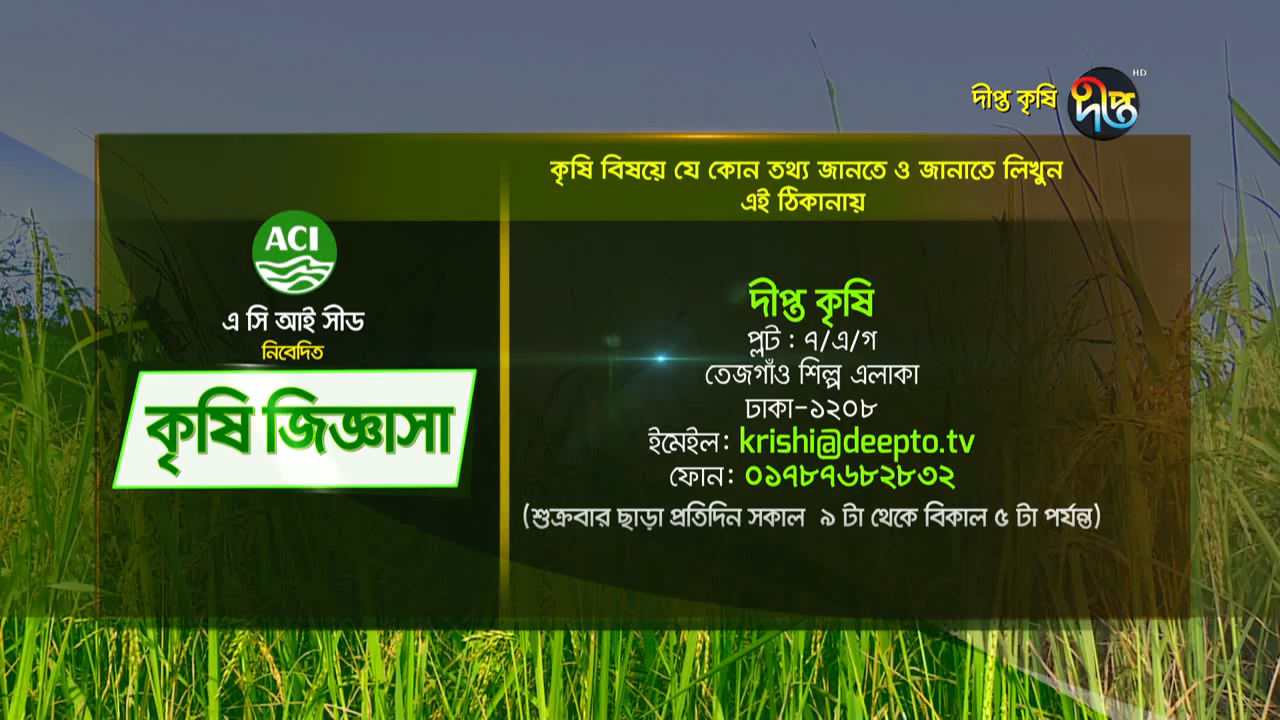 HD
দীপ্ত কৃষি দীপ্ত
কৃষি বিষয়ে যে কোন তথ্য জানতে ও জানাতে লিখুন
এই ঠিকানায়
ACI
এ সি আই সীড
নিবেদিত
কৃষি জিজ্ঞাসা
দীপ্ত কৃষি
প্লট : ৭/এ/গ
তেজগাঁও শিল্প এলাকা
ঢাকা-১২০৮
ইমেইল: krishi@deepto.tv
ফোন: ০১৭৮৭৬৮২৮৩২
(শুক্রবার ছাড়া প্রতিদিন সকাল ৯ টা থেকে বিকাল ৫ টা পর্যন্ত)